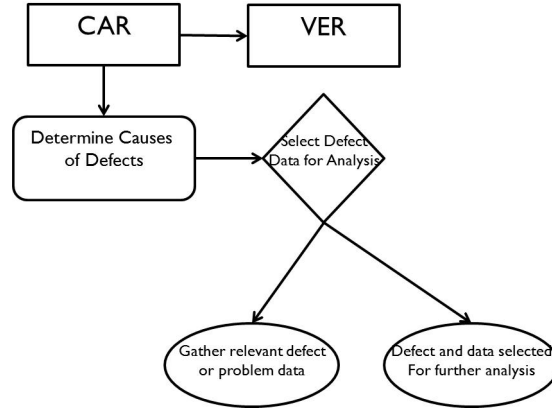 CAR
VER
Determine Causes
of Defects
Select Defect
Data for Analysis
Gather relevant defect
or problem data
Defect and data selected
For further analysis